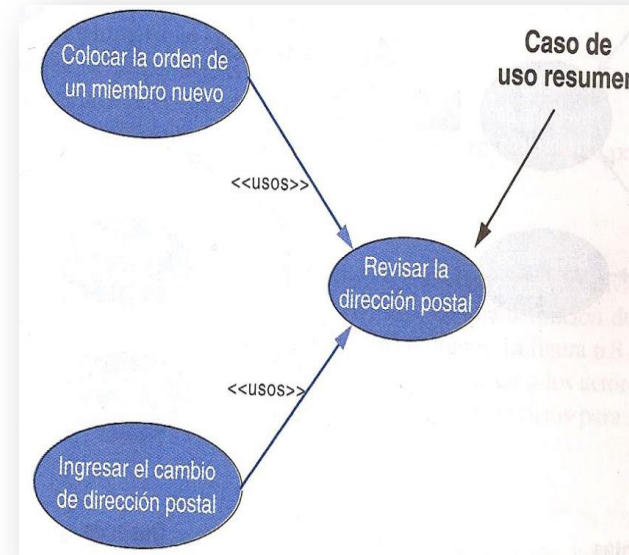 Colocar la orden de
un miembro nuevo
Caso de
uso resumen
<<usos>>
Revisar la
dirección postal
<<usos>>
Ingresar el cambio
de dirección postal